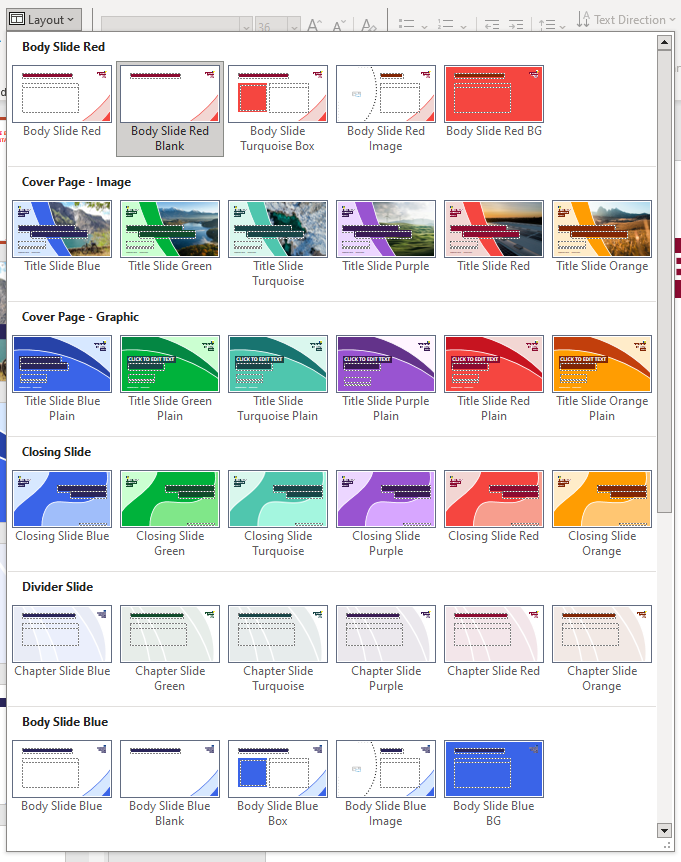 Layout
36
Text Direction
Body Slide Red
Body Slide Red
Body Slide Red
Blank
Body Slide
Turquoise Box
Body Slide Red
Image
Body Slide Red BG
Cover Page - Image
Title Slide Blue
Title Slide Green
Title Slide
Turquoise
Title Slide Purple
Title Slide Red
Title Slide Orange
Cover Page - Graphic
CLICK TO EDIT TEXT
CLICK TO EDIT TEXT
CLICK TO EDIT TEXT
CLICK TO EDIT TEXT
CLICK TO EDIT TEXT
Title Slide Blue
Plain
Title Slide Green
Plain
Title Slide
Turquoise Plain
Title Slide Purple
Plain
Title Slide Red
Plain
Title Slide Orange
Plain
Closing Slide
Closing Slide Blue
Closing Slide
Green
Closing Slide
Turquoise
Closing Slide
Purple
Closing Slide Red
Closing Slide
Orange
Divider Slide
Chapter Slide Blue
Chapter Slide
Green
Chapter Slide
Turquoise
Chapter Slide
Purple
Chapter Slide Red
Chapter Slide
Orange
Body Slide Blue
Body Slide Blue
Body Slide Blue
Blank
Body Slide Blue
Box
Body Slide Blue
Image
Body Slide Blue
BG